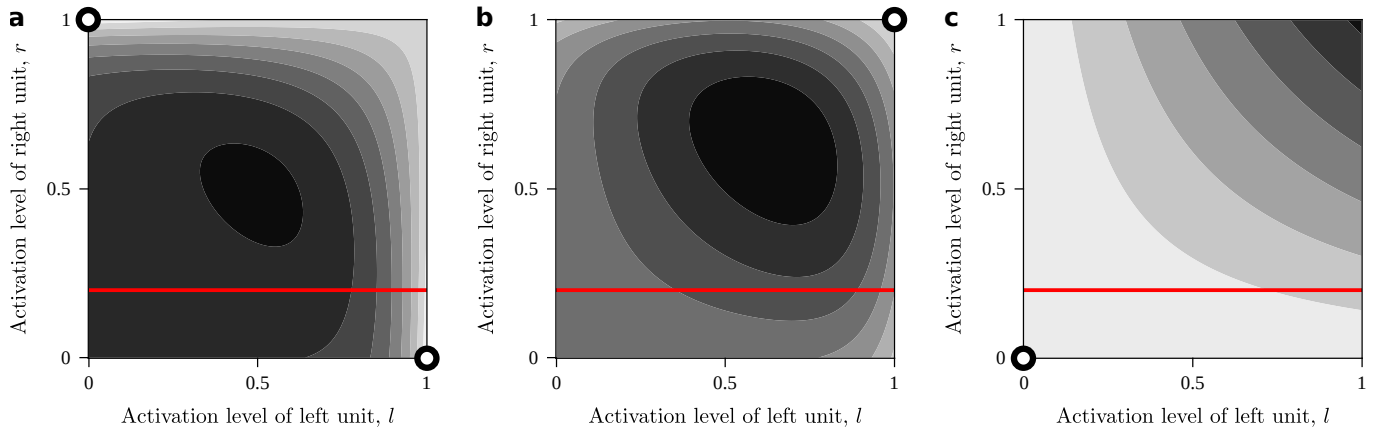 a
1
0.5
0
0
0.5
1
Activation level of right unit, r
Activation level of left unit, l
b
1
0.5
0
0
0.5
1
Activation level of right unit, r
Activation level of left unit, l
c
1
0.5
0
0
0.5
1
Activation level of right unit, r
Activation level of left unit, l